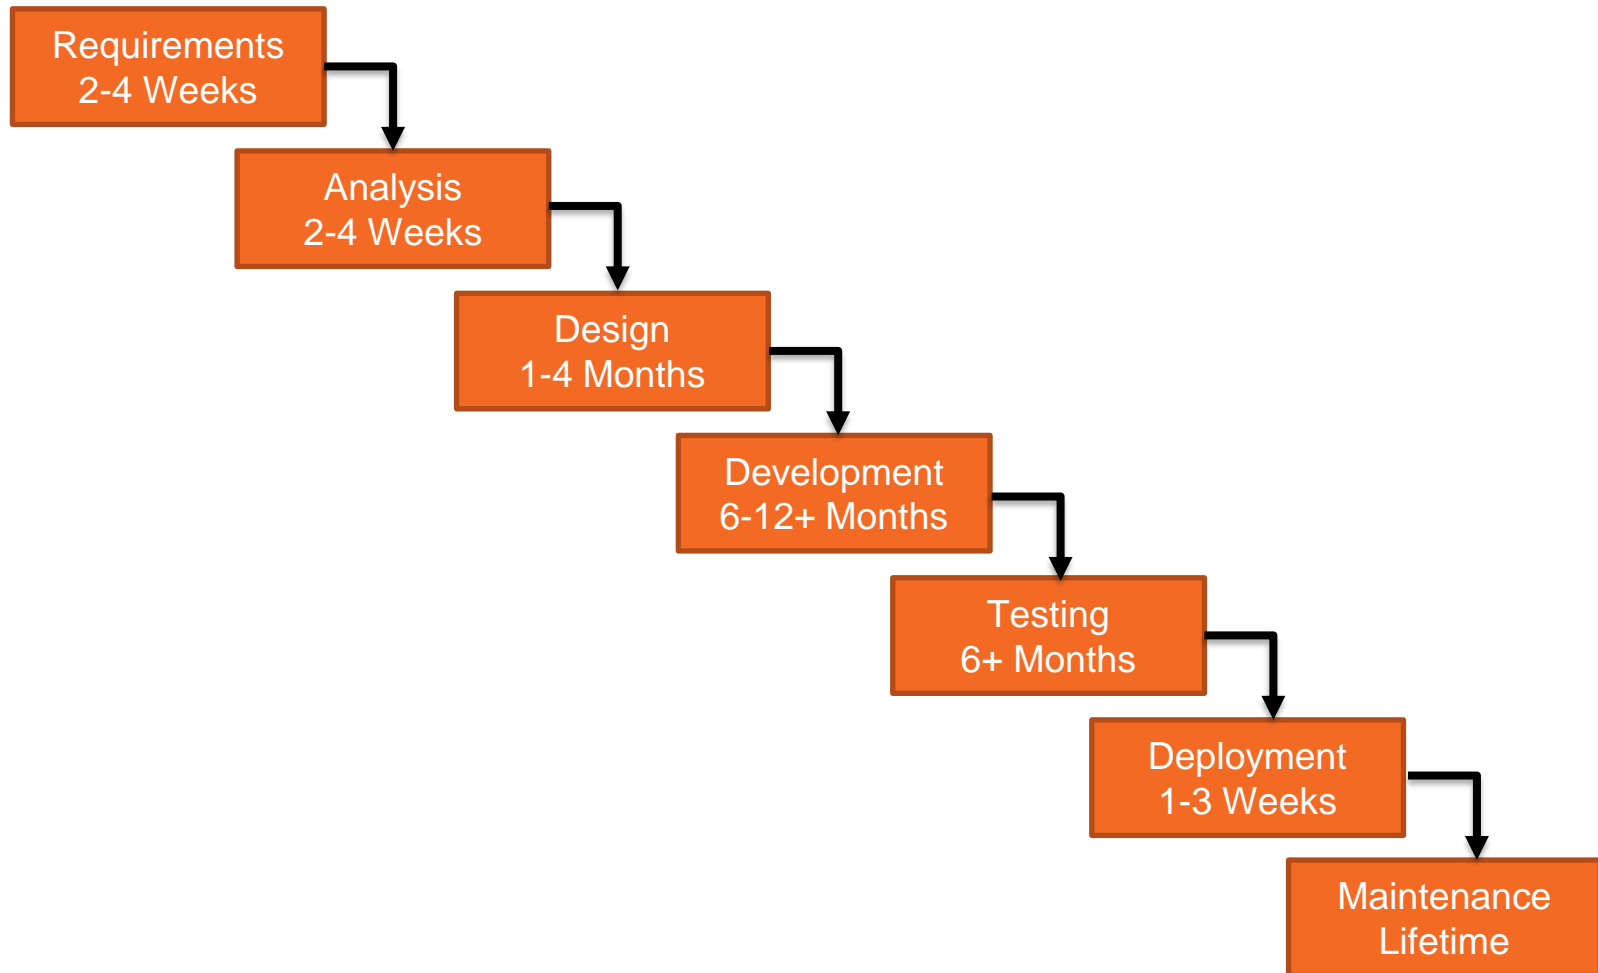 Requirements
2-4 Weeks
Analysis
2-4 Weeks
Design
1-4 Months
Development
6-12+ Months
Testing
6+ Months
Deployment
1-3 Weeks
Maintenance
Lifetime